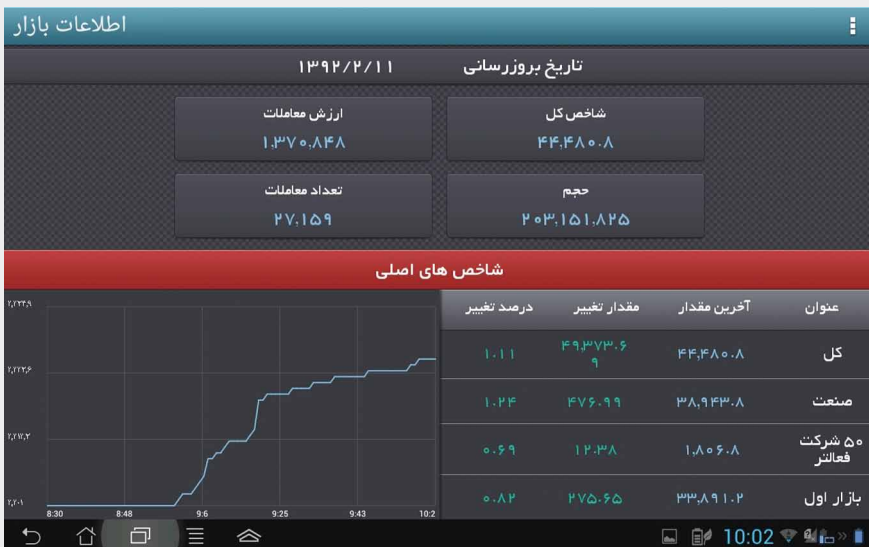 اطلاعات بازار
تاریخ بروزرسانی ۱۳۹۲/۲/۱۱
شاخص کل ارزش معاملات
۴۴,۴۸۰.۸ ۱,۳۷۰,۸۴۸
حجم تعداد معاملات
۲۰۳,۱۵۱,۸۲۵ ۲۷,۱۵۹
شاخص های اصلی
عنوان آخرین مقدار مقدار تغییر درصد تغییر
کل ۴۴,۴۸۰.۸ ۴۹,۳۷۳.۶۹ ۱.۱۱
صنعت ۳۸,۹۴۳.۸ ۴۷۶.۹۹ ۱.۲۴
۵۰ شرکت فعالتر ۱,۸۰۶.۸ ۱۲.۳۸ ۰.۶۹
بازار اول ۳۳,۸۹۱.۲ ۲۷۵.۶۵ ۰.۸۲
۲,۲۰۱
8:30 8:48 9:6 9:25 9:43 10:2
10:02